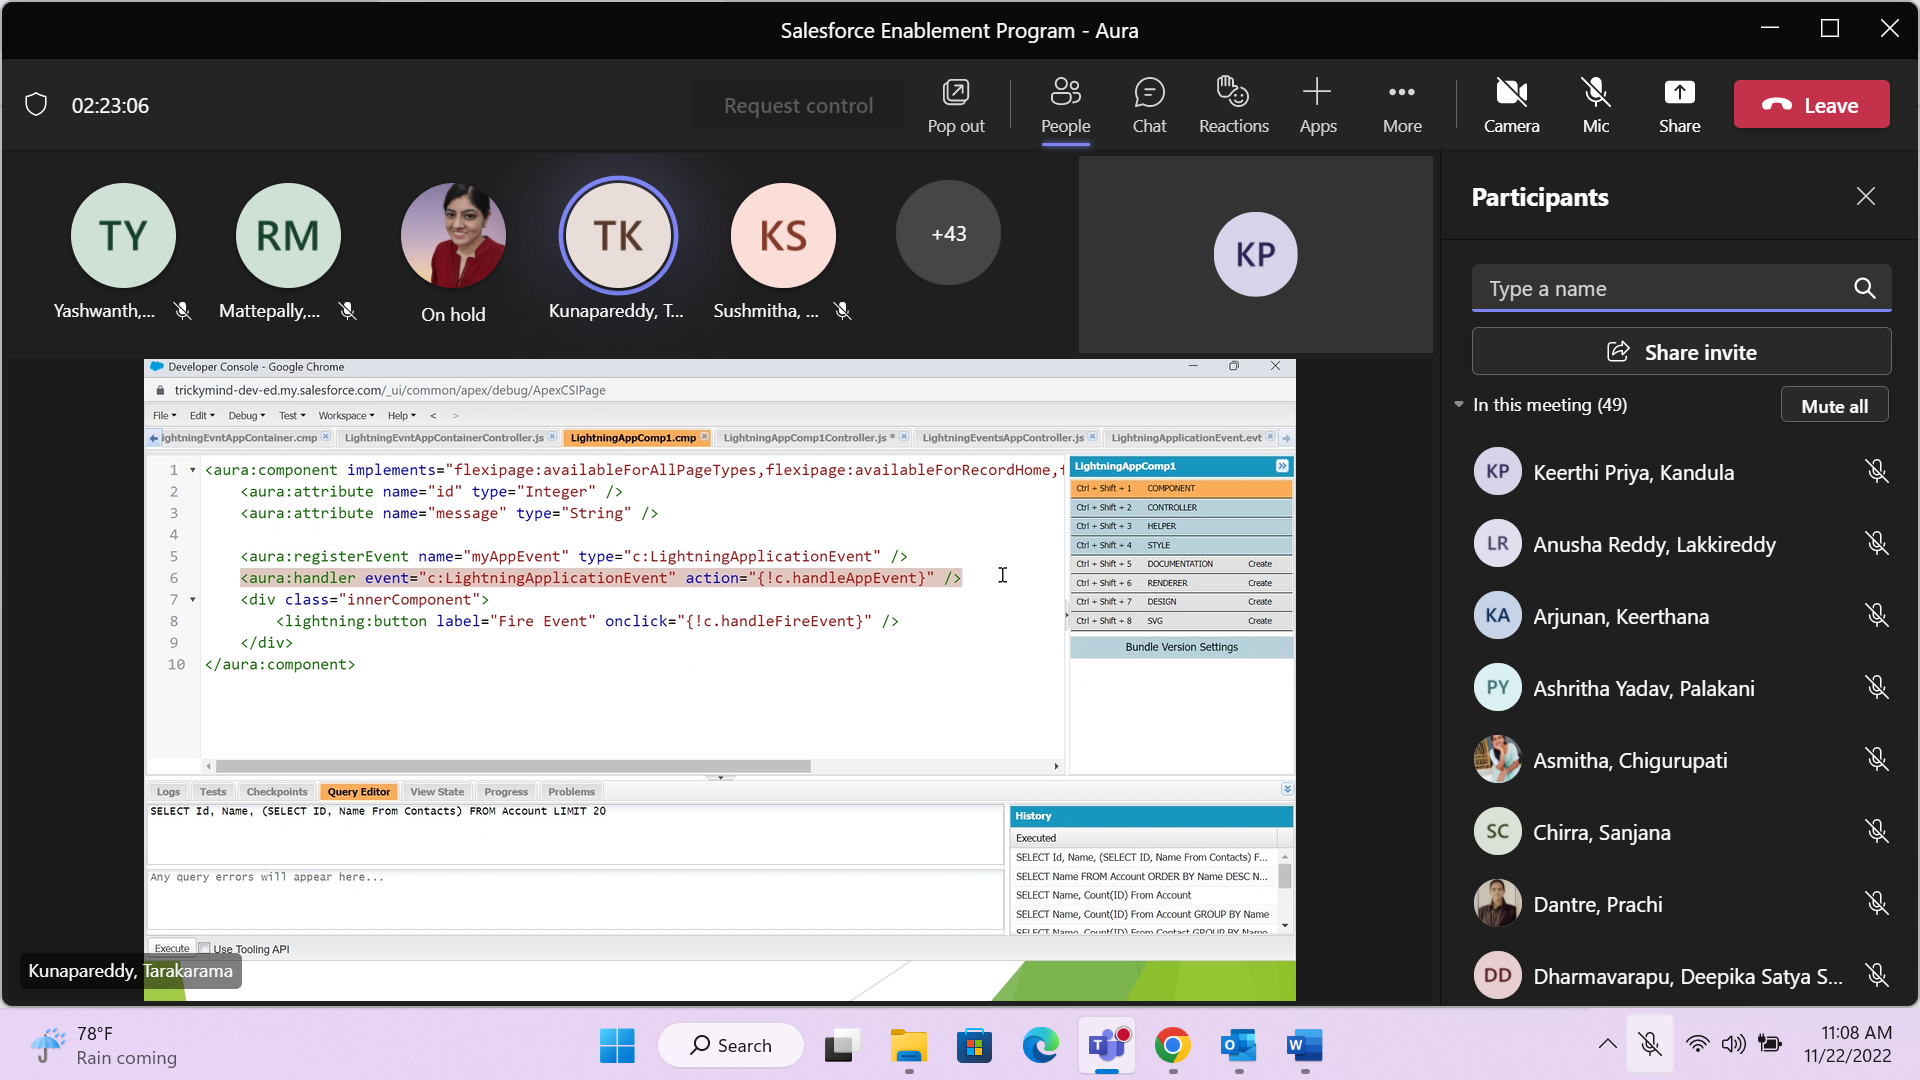 Salesforce Enablement Program - Aura
02:23:06
Request control
Pop out
People
Chat
Reactions
Apps
More
Camera
Mic
Share
Leave
TY
RM
TK
KS
+43
KP
Yashwanth,...
Mattepally,...
On hold
Kunapareddy, T...
Sushmitha, ...
Participants
Type a name
Share invite
In this meeting (49)
Mute all
KP Keerthi Priya, Kandula
LR Anusha Reddy, Lakkireddy
KA Arjunan, Keerthana
PY Ashritha Yadav, Palakani
Asmitha, Chigurupati
SC Chirra, Sanjana
Dantre, Prachi
DD Dharmavarapu, Deepika Satya S...
Developer Console - Google Chrome
trickymind-dev-ed.my.salesforce.com/_ui/common/apex/debug/ApexCSIPage
File Edit Debug Test Workspace Help < >
ightningEvntAppContainer.cmp LightningEvntAppContainerController.js LightningAppComp1.cmp LightningAppComp1Controller.js * LightningEventsAppController.js LightningApplicationEvent.evt
1 <aura:component implements="flexipage:availableForAllPageTypes,flexipage:availableForRecordHome,f
2 <aura:attribute name="id" type="Integer" />
3 <aura:attribute name="message" type="String" />
4
5 <aura:registerEvent name="myAppEvent" type="c:LightningApplicationEvent" />
6 <aura:handler event="c:LightningApplicationEvent" action="{!c.handleAppEvent}" />
7 <div class="innerComponent">
8 <lightning:button label="Fire Event" onclick="{!c.handleFireEvent}" />
9 </div>
10 </aura:component>
LightningAppComp1
Ctrl + Shift + 1 COMPONENT
Ctrl + Shift + 2 CONTROLLER
Ctrl + Shift + 3 HELPER
Ctrl + Shift + 4 STYLE
Ctrl + Shift + 5 DOCUMENTATION Create
Ctrl + Shift + 6 RENDERER Create
Ctrl + Shift + 7 DESIGN Create
Ctrl + Shift + 8 SVG Create
Bundle Version Settings
Logs Tests Checkpoints Query Editor View State Progress Problems
SELECT Id, Name, (SELECT ID, Name From Contacts) FROM Account LIMIT 20
Any query errors will appear here...
History
Executed
SELECT Id, Name, (SELECT ID, Name From Contacts) F...
SELECT Name FROM Account ORDER BY Name DESC N...
SELECT Name, Count(ID) From Account
SELECT Name, Count(ID) From Account GROUP BY Name
SELECT Name, Count(ID) From Contact GROUP BY Name
Execute Use Tooling API
Kunapareddy, Tarakarama
78°F
Rain coming
Search
11:08 AM
11/22/2022